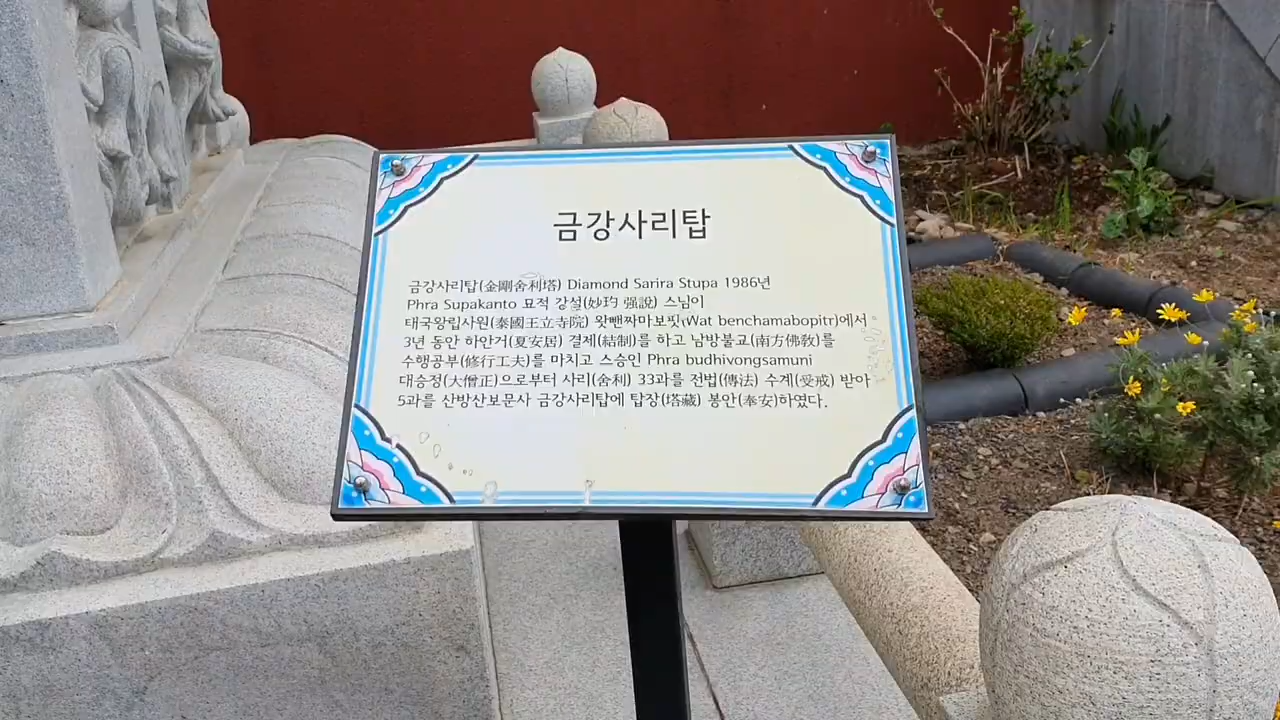 금강사리탑
금강사리탑(金剛舍利塔) Diamond Sarira Stupa 1986년
Phra Supakanto 묘적 강설(妙玓 强說) 스님이
태국왕립사원(泰國王立寺院) 왓뺀짜마보핏(Wat benchamabopitr)에서
3년 동안 하안거(夏安居) 결제(結制)를 하고 남방불교(南方佛敎)를
수행공부(修行工夫)를 마치고 스승인 Phra budhivongsamuni
대승정(大僧正)으로부터 사리(舍利) 33과를 전법(傳法) 수계(受戒) 받아
5과를 산방산보문사 금강사리탑에 탑장(塔藏) 봉안(奉安)하였다.